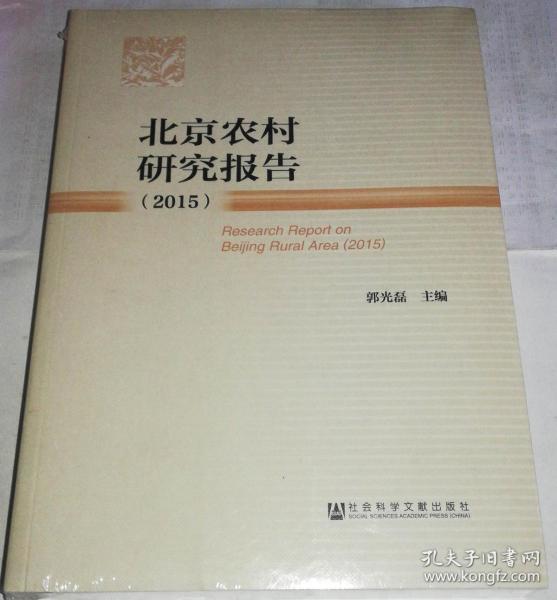 北京农村
研究报告
（2015）
Research Report on
Beijing Rural Area (2015)
郭光磊 主编
社会科学文献出版社
SOCIAL SCIENCES ACADEMIC PRESS (CHINA)
孔夫子旧书网
www.kongfz.com